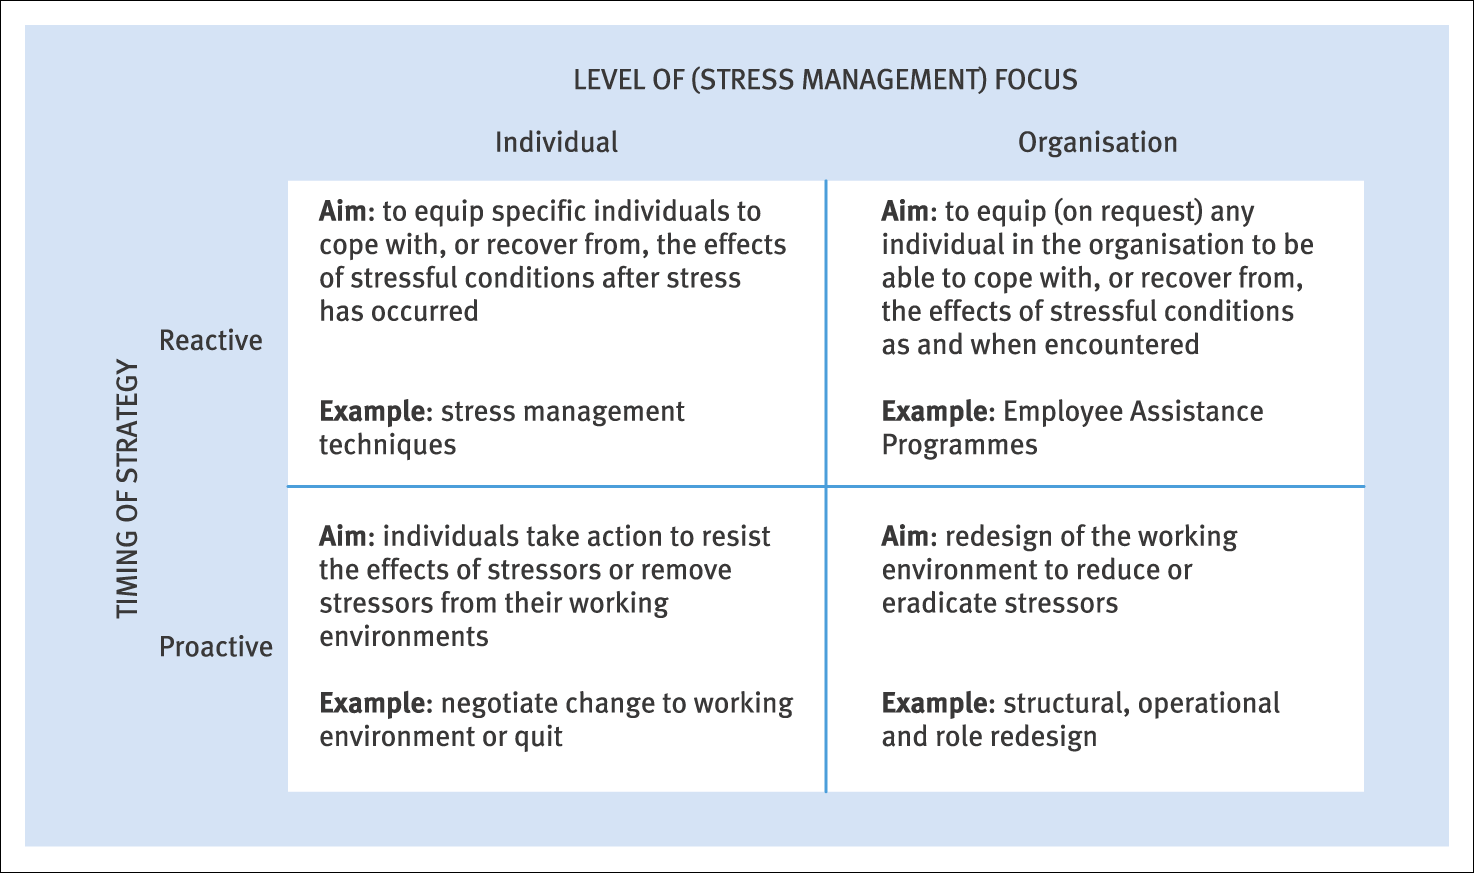 LEVEL OF (STRESS MANAGEMENT) FOCUS
Individual
Organisation
TIMING OF STRATEGY
Reactive
Aim: to equip specific individuals to
cope with, or recover from, the effects
of stressful conditions after stress
has occurred
Example: stress management
techniques
Aim: to equip (on request) any
individual in the organisation to be
able to cope with, or recover from,
the effects of stressful conditions
as and when encountered
Example: Employee Assistance
Programmes
Proactive
Aim: individuals take action to resist
the effects of stressors or remove
stressors from their working
environments
Example: negotiate change to working
environment or quit
Aim: redesign of the working
environment to reduce or
eradicate stressors
Example: structural, operational
and role redesign